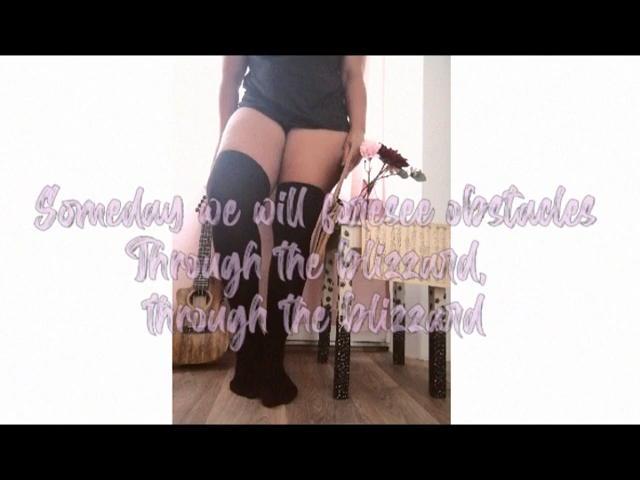 Someday we will foresee obstacles
Through the blizzard,
through the blizzard